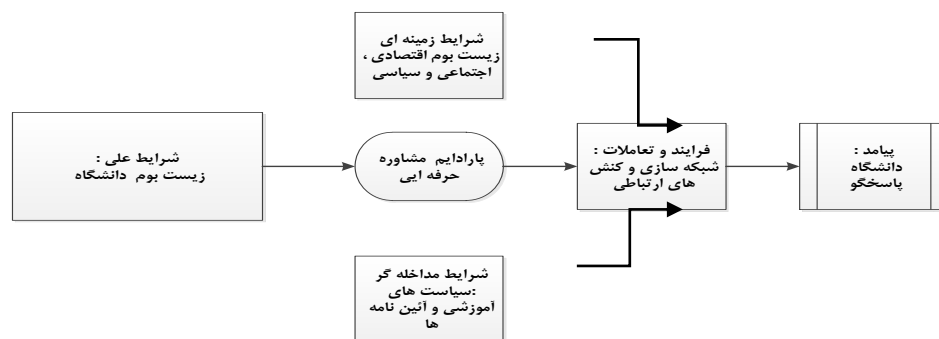 شرایط زمینه ای
زیست بوم اقتصادی ،
اجتماعی و سیاسی
شرایط علی :
زیست بوم دانشگاه
پارادایم مشاوره
حرفه ایی
فرایند و تعاملات :
شبکه سازی و کنش
های ارتباطی
پیامد :
دانشگاه
پاسخگو
شرایط مداخله گر
:سیاست های
آموزشی و آئین نامه
ها